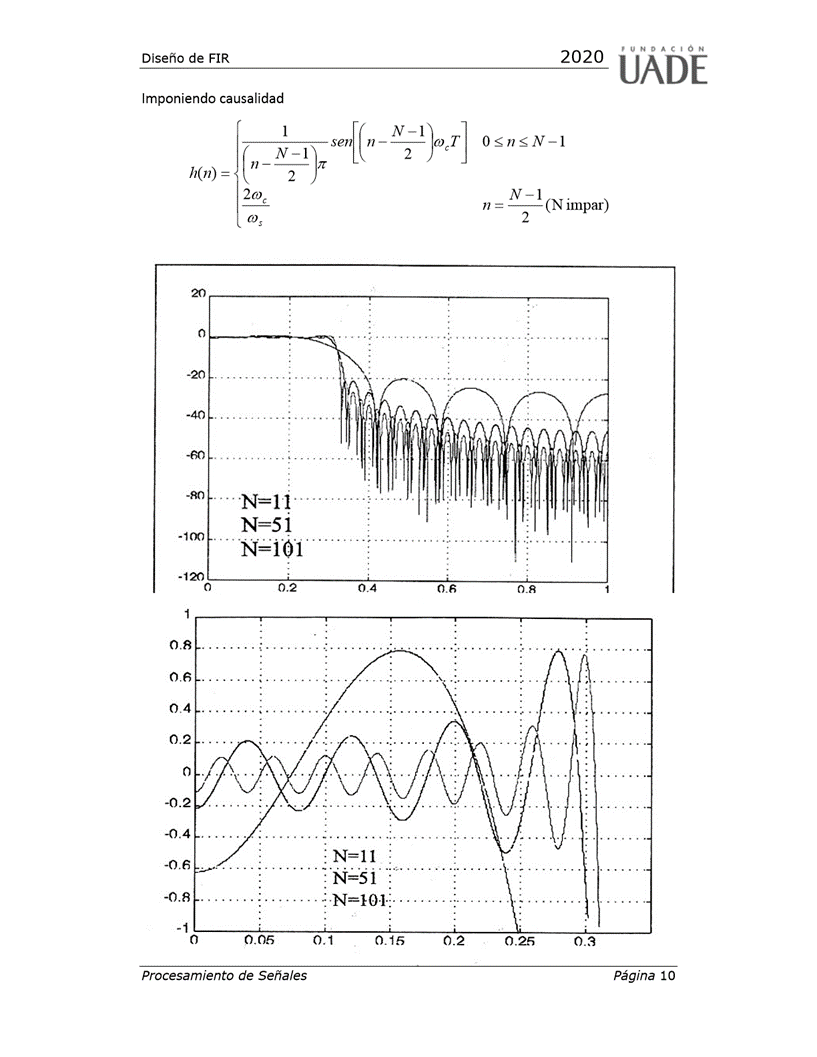 Diseño de FIR 2020 FUNDACIÓN UADE
Imponiendo causalidad
h(n) = { 1 / ((n − (N−1)/2) π) sen[(n − (N−1)/2) ω_c T] 0 ≤ n ≤ N−1
2ω_c / ω_s n = (N−1)/2 (N impar)
20
0
-20
-40
-60
-80
-100
-120
N=11
N=51
N=101
0 0.2 0.4 0.6 0.8 1
1
0.8
0.6
0.4
0.2
0
-0.2
-0.4
-0.6
-0.8
-1
N=11
N=51
N=101
0 0.05 0.1 0.15 0.2 0.25 0.3
Procesamiento de Señales Página 10